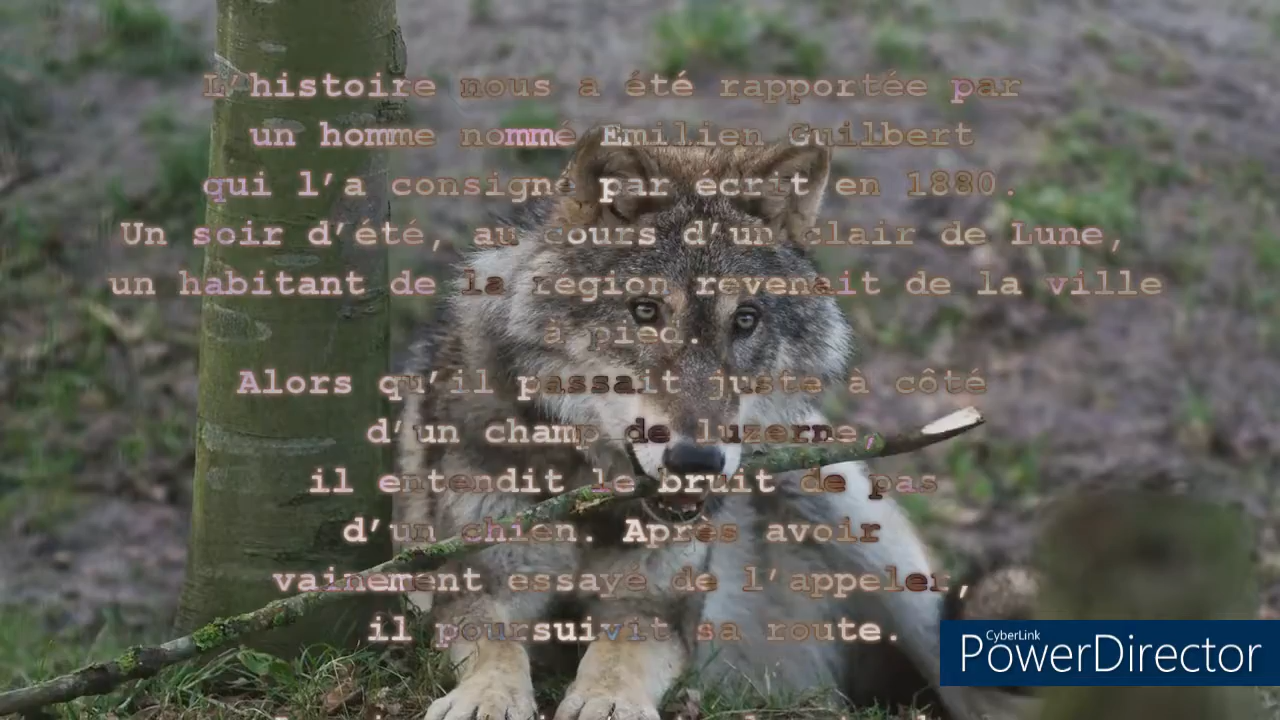 L'histoire nous a été rapportée par
un homme nommé Emilien Guilbert
qui l'a consigné par ecrit en 1880.
Un soir d'été, au cours d'un clair de Lune,
un habitant de la région revenait de la ville
à pied.
Alors qu'il passait juste à côté
d'un champ de luzerne,
il entendit le bruit de pas
d'un chien. Après avoir
vainement essayé de l'appeler,
il poursuivit sa route.
CyberLink
PowerDirector